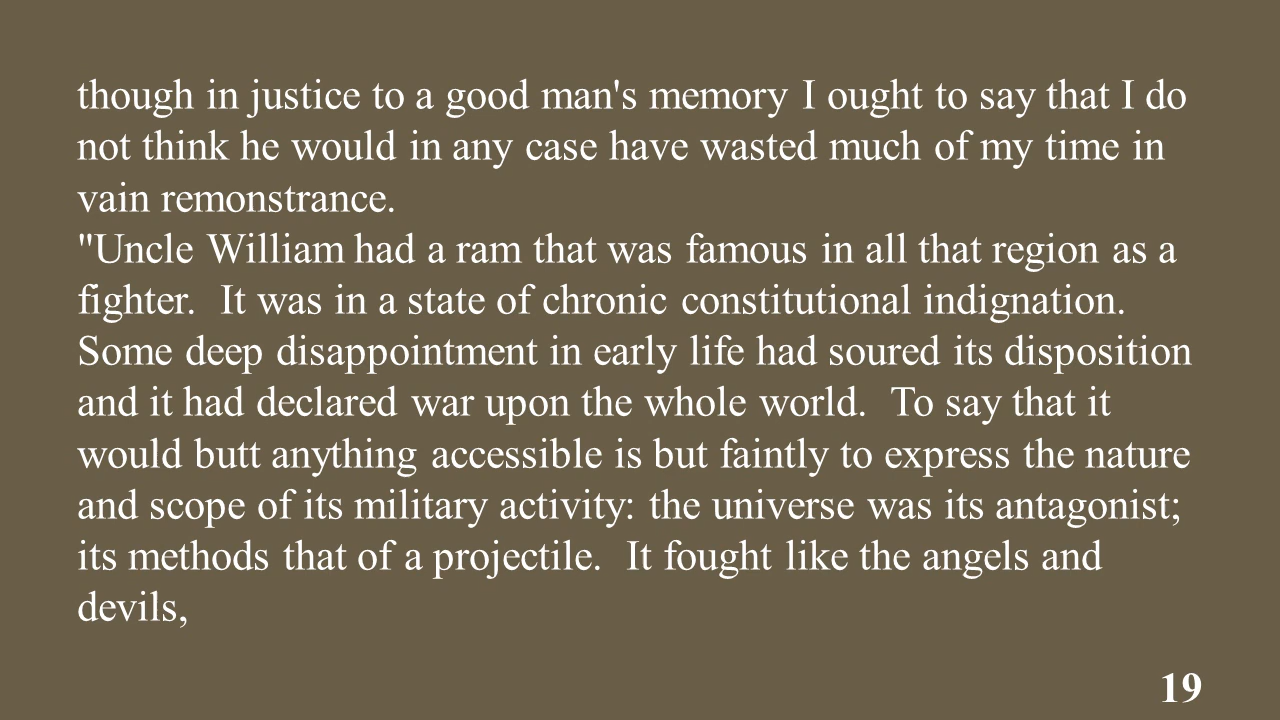 though in justice to a good man's memory I ought to say that I do
not think he would in any case have wasted much of my time in
vain remonstrance.
"Uncle William had a ram that was famous in all that region as a
fighter.  It was in a state of chronic constitutional indignation.
Some deep disappointment in early life had soured its disposition
and it had declared war upon the whole world.  To say that it
would butt anything accessible is but faintly to express the nature
and scope of its military activity: the universe was its antagonist;
its methods that of a projectile.  It fought like the angels and
devils,
19